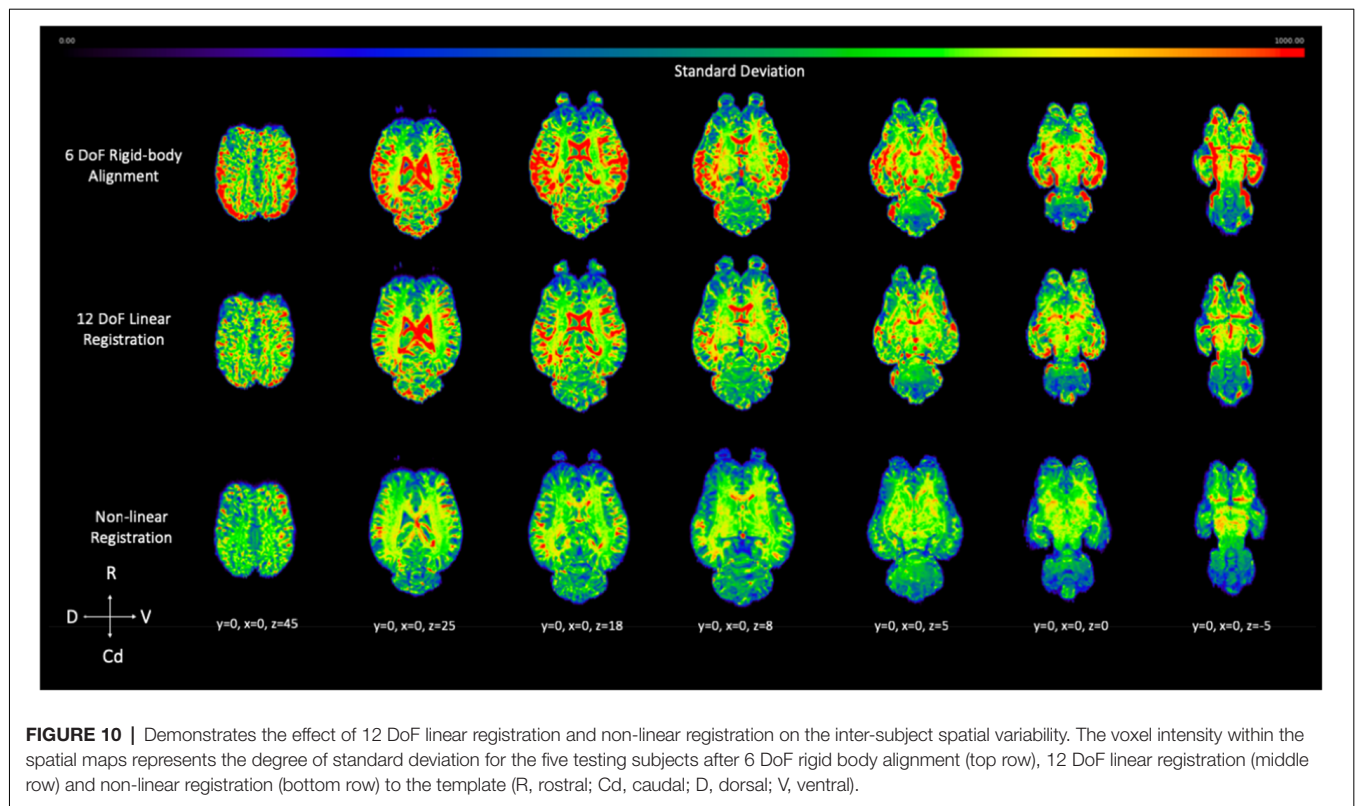 0.00 1000.00
Standard Deviation
6 DoF Rigid-body
Alignment
12 DoF Linear
Registration
Non-linear
Registration
R
D V
Cd
y=0, x=0, z=45 y=0, x=0, z=25 y=0, x=0, z=18 y=0, x=0, z=8 y=0, x=0, z=5 y=0, x=0, z=0 y=0, x=0, z=-5
FIGURE 10 | Demonstrates the effect of 12 DoF linear registration and non-linear registration on the inter-subject spatial variability. The voxel intensity within the
spatial maps represents the degree of standard deviation for the five testing subjects after 6 DoF rigid body alignment (top row), 12 DoF linear registration (middle
row) and non-linear registration (bottom row) to the template (R, rostral; Cd, caudal; D, dorsal; V, ventral).